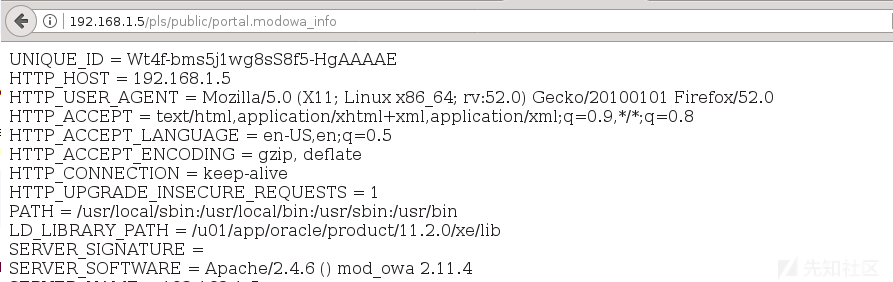 192.168.1.5/pls/public/portal.modowa_info
UNIQUE_ID = Wt4f-bms5j1wg8sS8f5-HgAAAAE
HTTP_HOST = 192.168.1.5
HTTP_USER_AGENT = Mozilla/5.0 (X11; Linux x86_64; rv:52.0) Gecko/20100101 Firefox/52.0
HTTP_ACCEPT = text/html,application/xhtml+xml,application/xml;q=0.9,*/*;q=0.8
HTTP_ACCEPT_LANGUAGE = en-US,en;q=0.5
HTTP_ACCEPT_ENCODING = gzip, deflate
HTTP_CONNECTION = keep-alive
HTTP_UPGRADE_INSECURE_REQUESTS = 1
PATH = /usr/local/sbin:/usr/local/bin:/usr/sbin:/usr/bin
LD_LIBRARY_PATH = /u01/app/oracle/product/11.2.0/xe/lib
SERVER_SIGNATURE =
SERVER_SOFTWARE = Apache/2.4.6 () mod_owa 2.11.4
先知社区